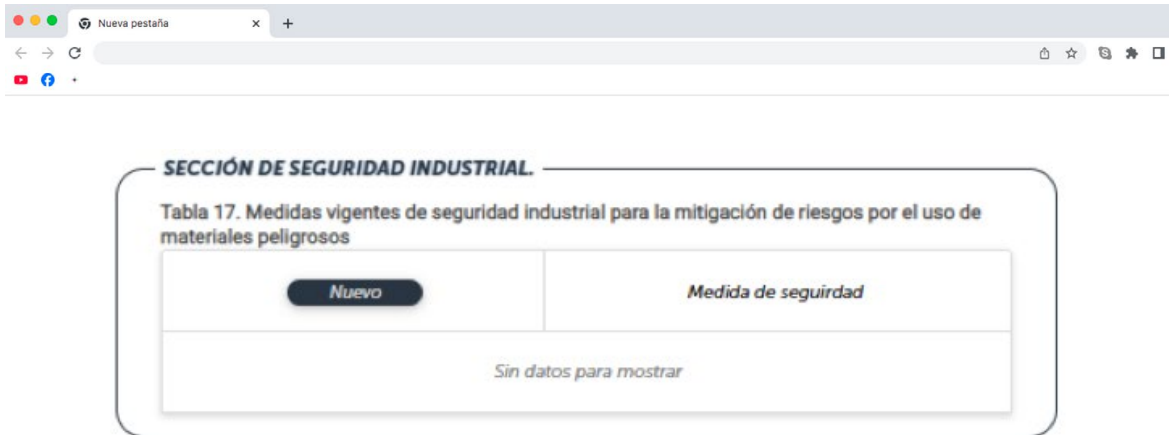 Nueva pestaña
SECCIÓN DE SEGURIDAD INDUSTRIAL.
Tabla 17. Medidas vigentes de seguridad industrial para la mitigación de riesgos por el uso de
materiales peligrosos
Nuevo
Medida de seguirdad
Sin datos para mostrar